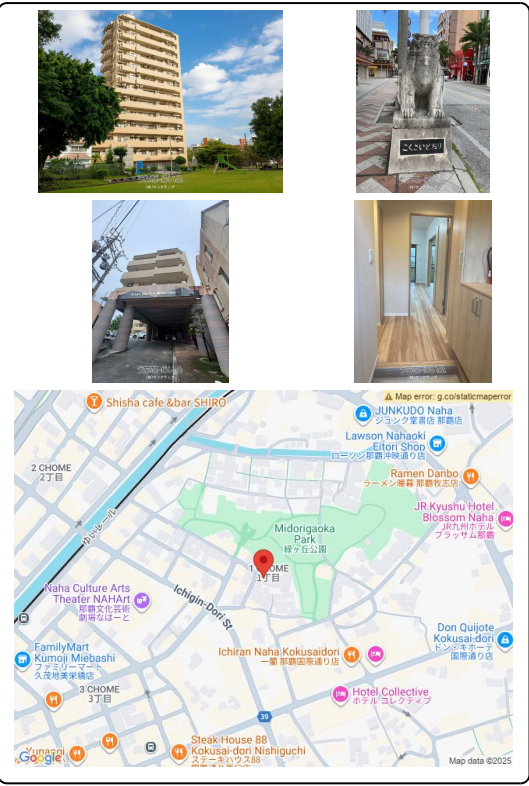 こくさいどおり
Map error: g.co/staticmaperror
Shisha cafe &bar SHIRO
JUNKUDO Naha
ジュンク堂書店 那覇店
Lawson Nahaoki
Eitori Shop
ローソン那覇沖映通り店
2 CHOME
2丁目
Ramen Danbo
ラーメン暖暮 那覇牧志店
ゆいレール
JR Kyushu Hotel
Blossom Naha
JR九州ホテル
ブラッサム那覇
Midorigaoka
Park
緑ヶ丘公園
1 CHOME
1丁目
Naha Culture Arts
Theater NAHArt
那覇文化芸術
劇場なはーと
Ichigin-Dori St
Don Quijote
Kokusai-dori
ドン・キホーテ
国際通り店
FamilyMart
Kumoji Miebashi
ファミリーマート
久茂地美栄橋店
Ichiran Naha Kokusaidori
一蘭 那覇国際通り店
3 CHOME
3丁目
Hotel Collective
ホテル コレクティブ
39
Steak House 88
Kokusai-dori Nishiguchi
ステーキハウス88
Yunangi
Google
Map data ©2025